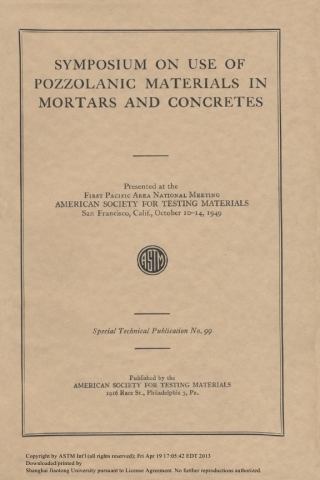 SYMPOSIUM ON USE OF
POZZOLANIC MATERIALS IN
MORTARS AND CONCRETES
Presented at the
First Pacific Area National Meeting
AMERICAN SOCIETY FOR TESTING MATERIALS
San Francisco, Calif., October 10-14, 1949
ASTM
Special Technical Publication No. 99
Published by the
AMERICAN SOCIETY FOR TESTING MATERIALS
1916 Race St., Philadelphia 3, Pa.
Copyright by ASTM Int'l (all rights reserved); Fri Apr 19 17:05:42 EDT 2013
Downloaded/printed by
Shanghai Jiaotong University pursuant to License Agreement. No further reproductions authorized.